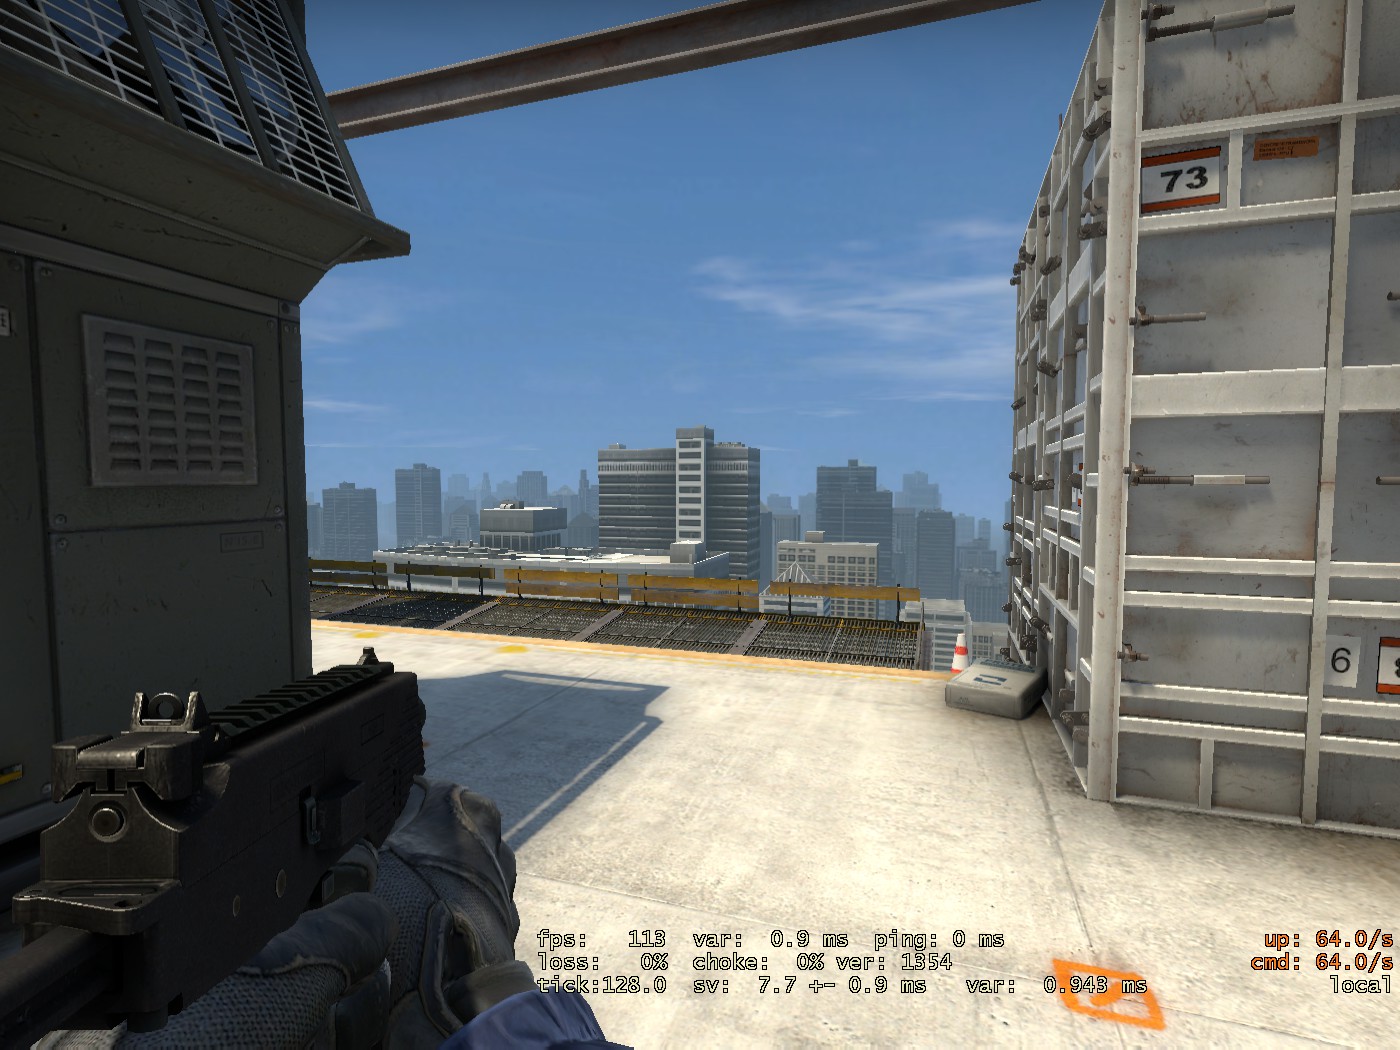 73
6
fps: 113 var: 0.9 ms ping: 0 ms
loss: 0% choke: 0% ver: 1354
tick:128.0 sv: 7.7 +- 0.9 ms var: 0.943 ms
up: 64.0/s
cmd: 64.0/s
local